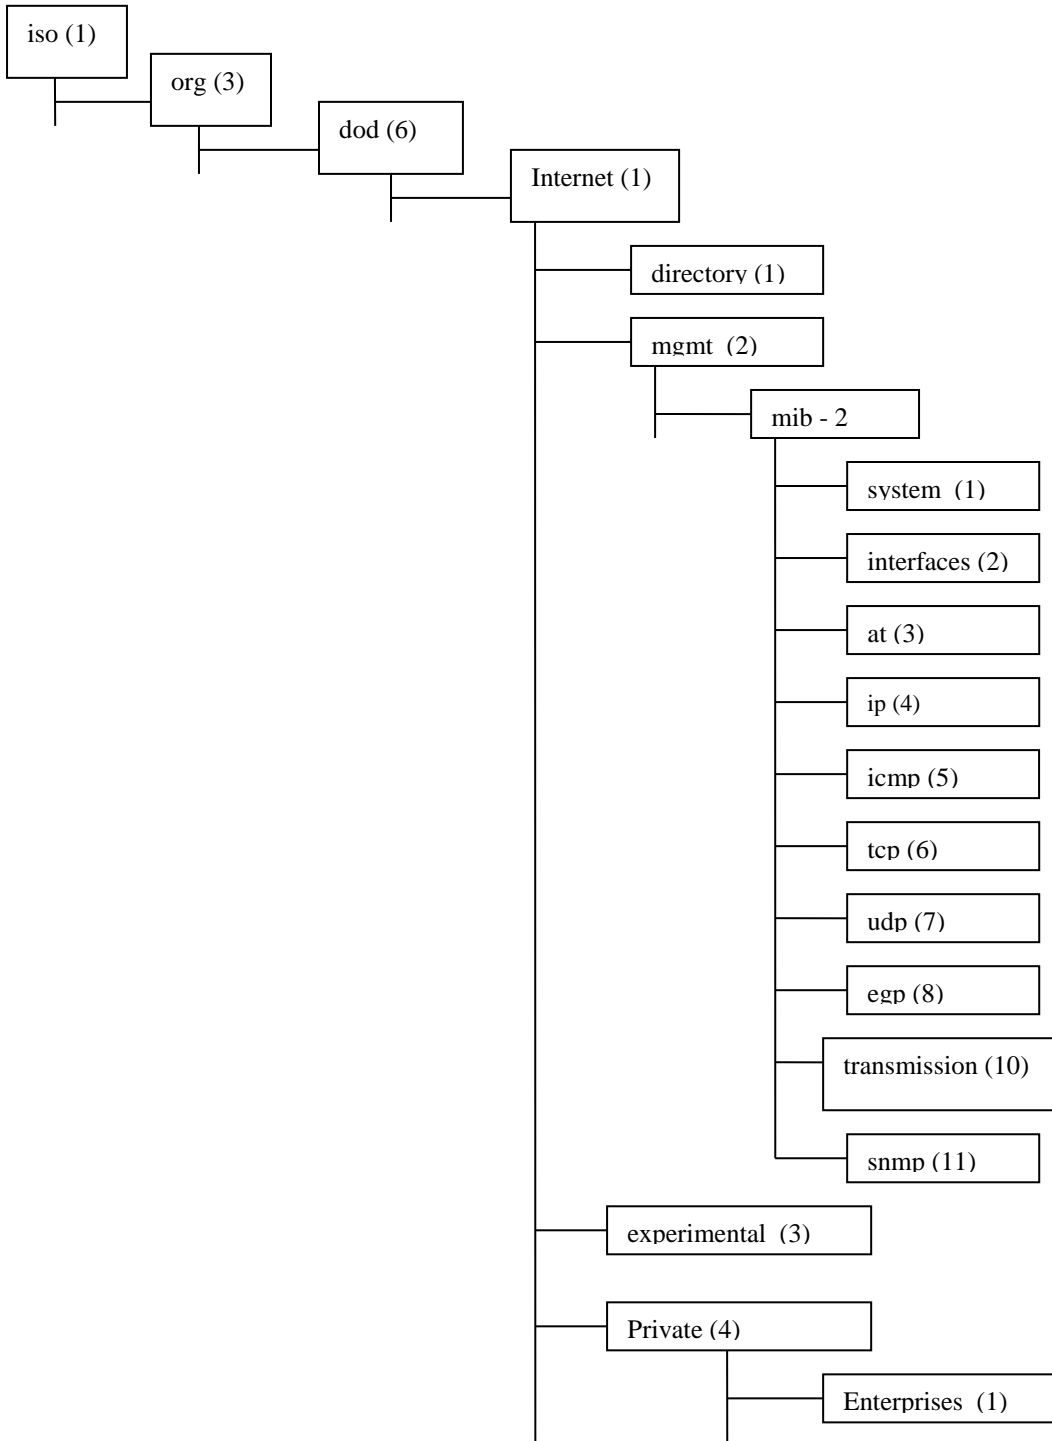 iso (1)
org (3)
dod (6)
Internet (1)
directory (1)
mgmt (2)
mib - 2
system (1)
interfaces (2)
at (3)
ip (4)
icmp (5)
tcp (6)
udp (7)
egp (8)
transmission (10)
snmp (11)
experimental (3)
Private (4)
Enterprises (1)